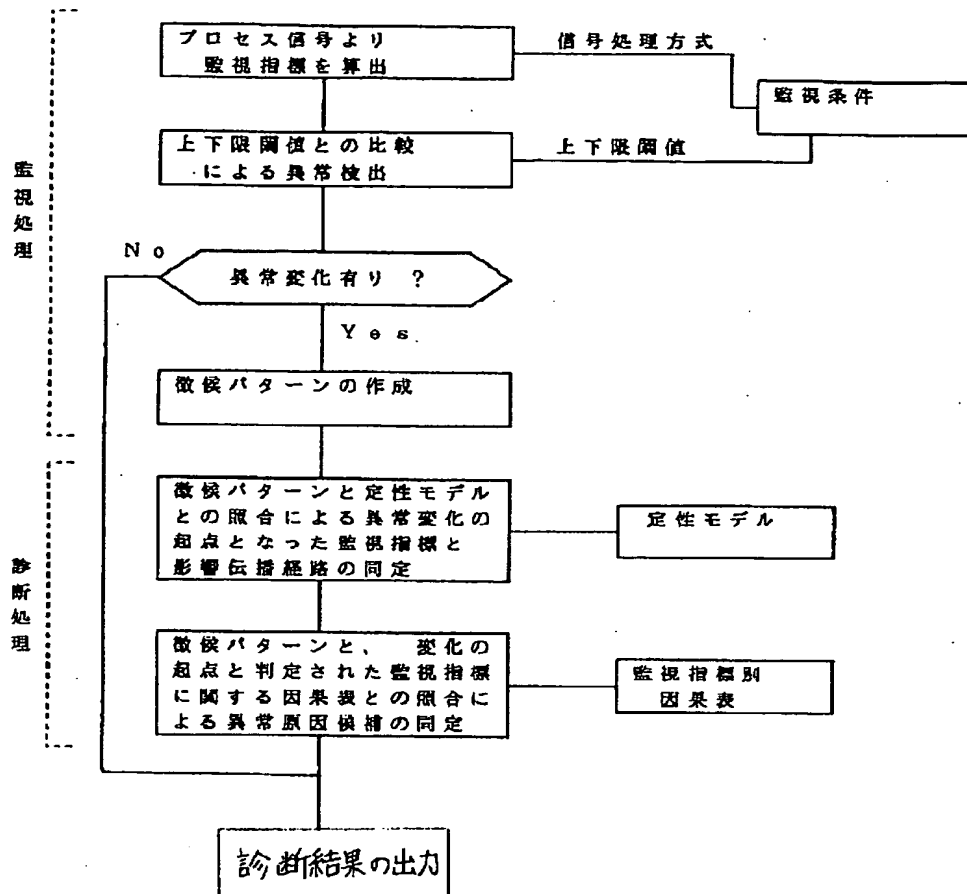 プロセス信号より
監視指標を算出
信号処理方式
監視条件
上下限閾値との比較
による異常検出
上下限閾値
監視処理
No
異常変化有り ?
Yes
徴候パターンの作成
徴候パターンと定性モデル
との照合による異常変化の
起点となった監視指標と
影響伝播経路の同定
定性モデル
診断処理
徴候パターンと、 変化の
起点と判定された監視指標
に関する因果表との照合に
よる異常原因候補の同定
監視指標別
因果表
診断結果の出力